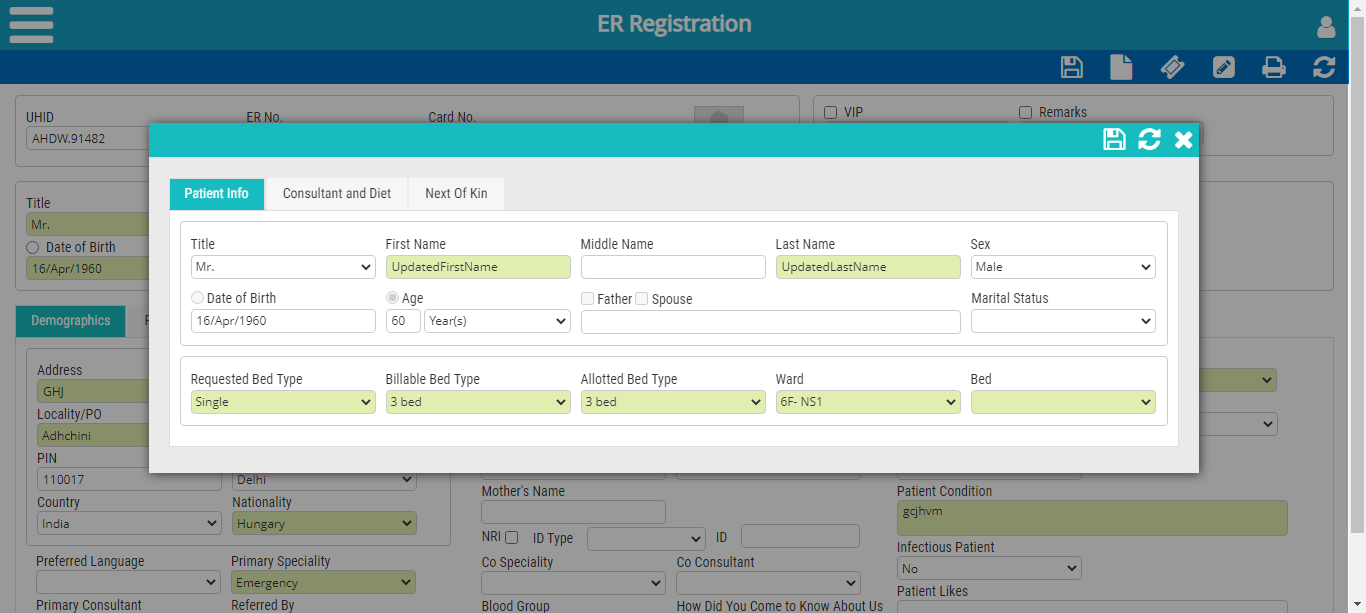 ER Registration
UHID
ER No.
Card No.
VIP
Remarks
AHDW.91482
Title
Mr.
Date of Birth
16/Apr/1960
Patient Info
Consultant and Diet
Next Of Kin
Title
First Name
Middle Name
Last Name
Sex
Mr.
UpdatedFirstName
UpdatedLastName
Male
Date of Birth
Age
Father
Spouse
Marital Status
16/Apr/1960
60
Year(s)
Requested Bed Type
Billable Bed Type
Allotted Bed Type
Ward
Bed
Single
3 bed
3 bed
6F- NS1
Demographics
Address
GHJ
Locality/PO
Adhchini
PIN
110017
Delhi
Country
Nationality
India
Hungary
Preferred Language
Primary Speciality
Emergency
Primary Consultant
Referred By
Mother's Name
NRI
ID Type
ID
Co Speciality
Co Consultant
Blood Group
How Did You Come to Know About Us
Patient Condition
gcjhvm
Infectious Patient
No
Patient Likes